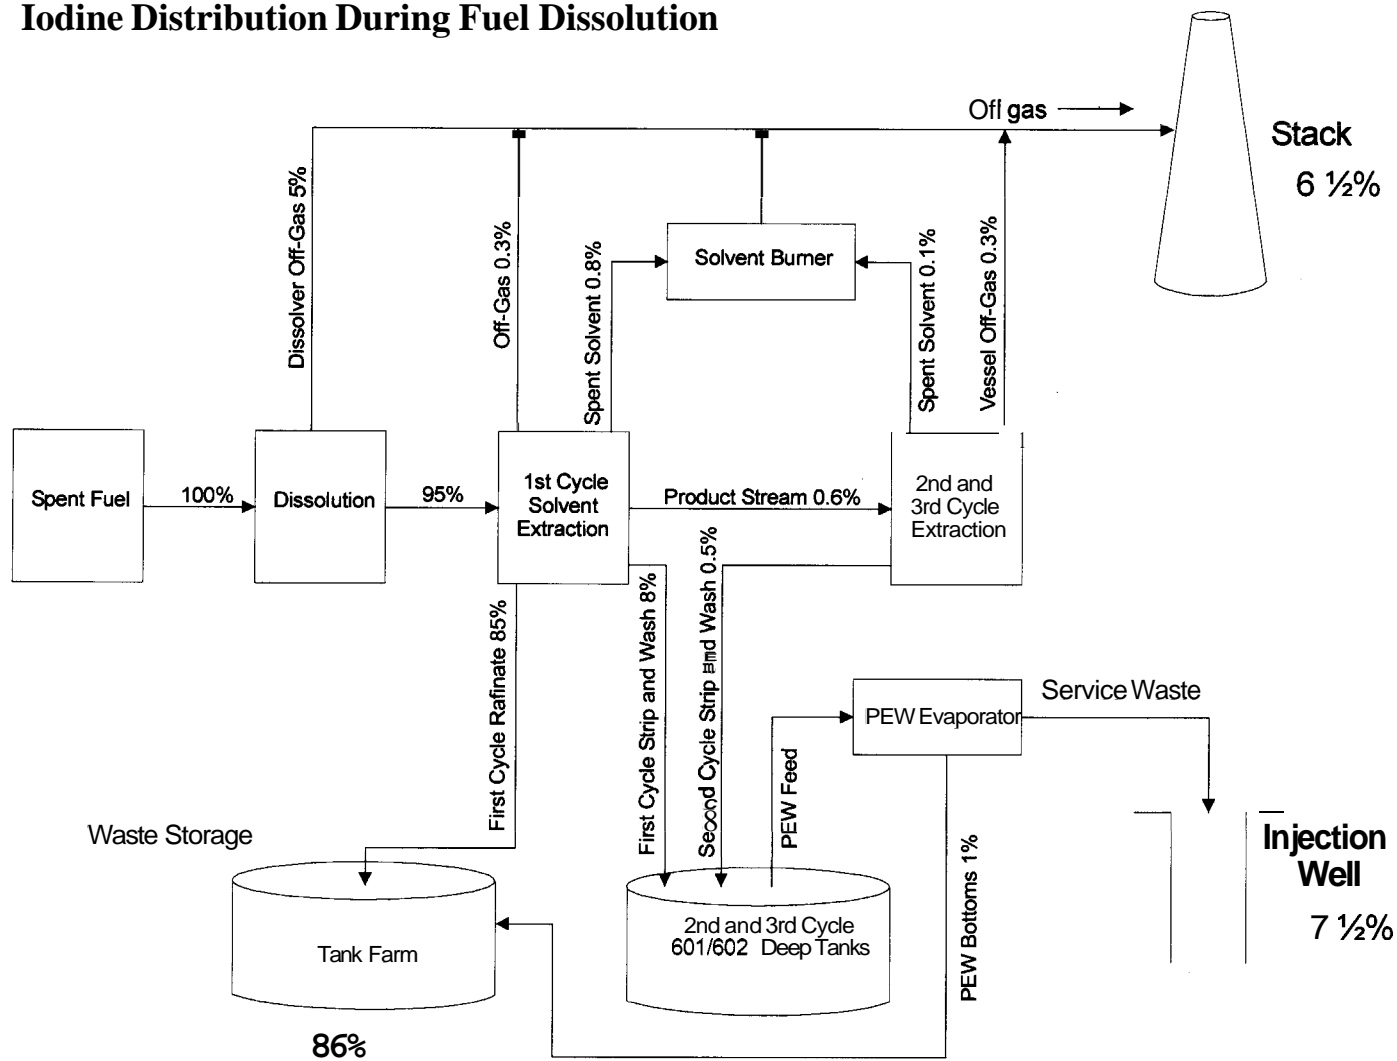 Iodine Distribution During Fuel Dissolution
Off gas
Stack
6 ½%
Dissolver Off-Gas 5%
Off-Gas 0.3%
Spent Solvent 0.8%
Solvent Burner
Spent Solvent 0.1%
Vessel Off-Gas 0.3%
Spent Fuel
100%
Dissolution
95%
1st Cycle
Solvent
Extraction
Product Stream 0.6%
2nd and
3rd Cycle
Extraction
First Cycle Rafinate 85%
First Cycle Strip and Wash 8%
Second Cycle Strip and Wash 0.5%
PEW Feed
PEW Evaporator
Service Waste
PEW Bottoms 1%
Injection
Well
7 ½%
Waste Storage
Tank Farm
86%
2nd and 3rd Cycle
601/602 Deep Tanks